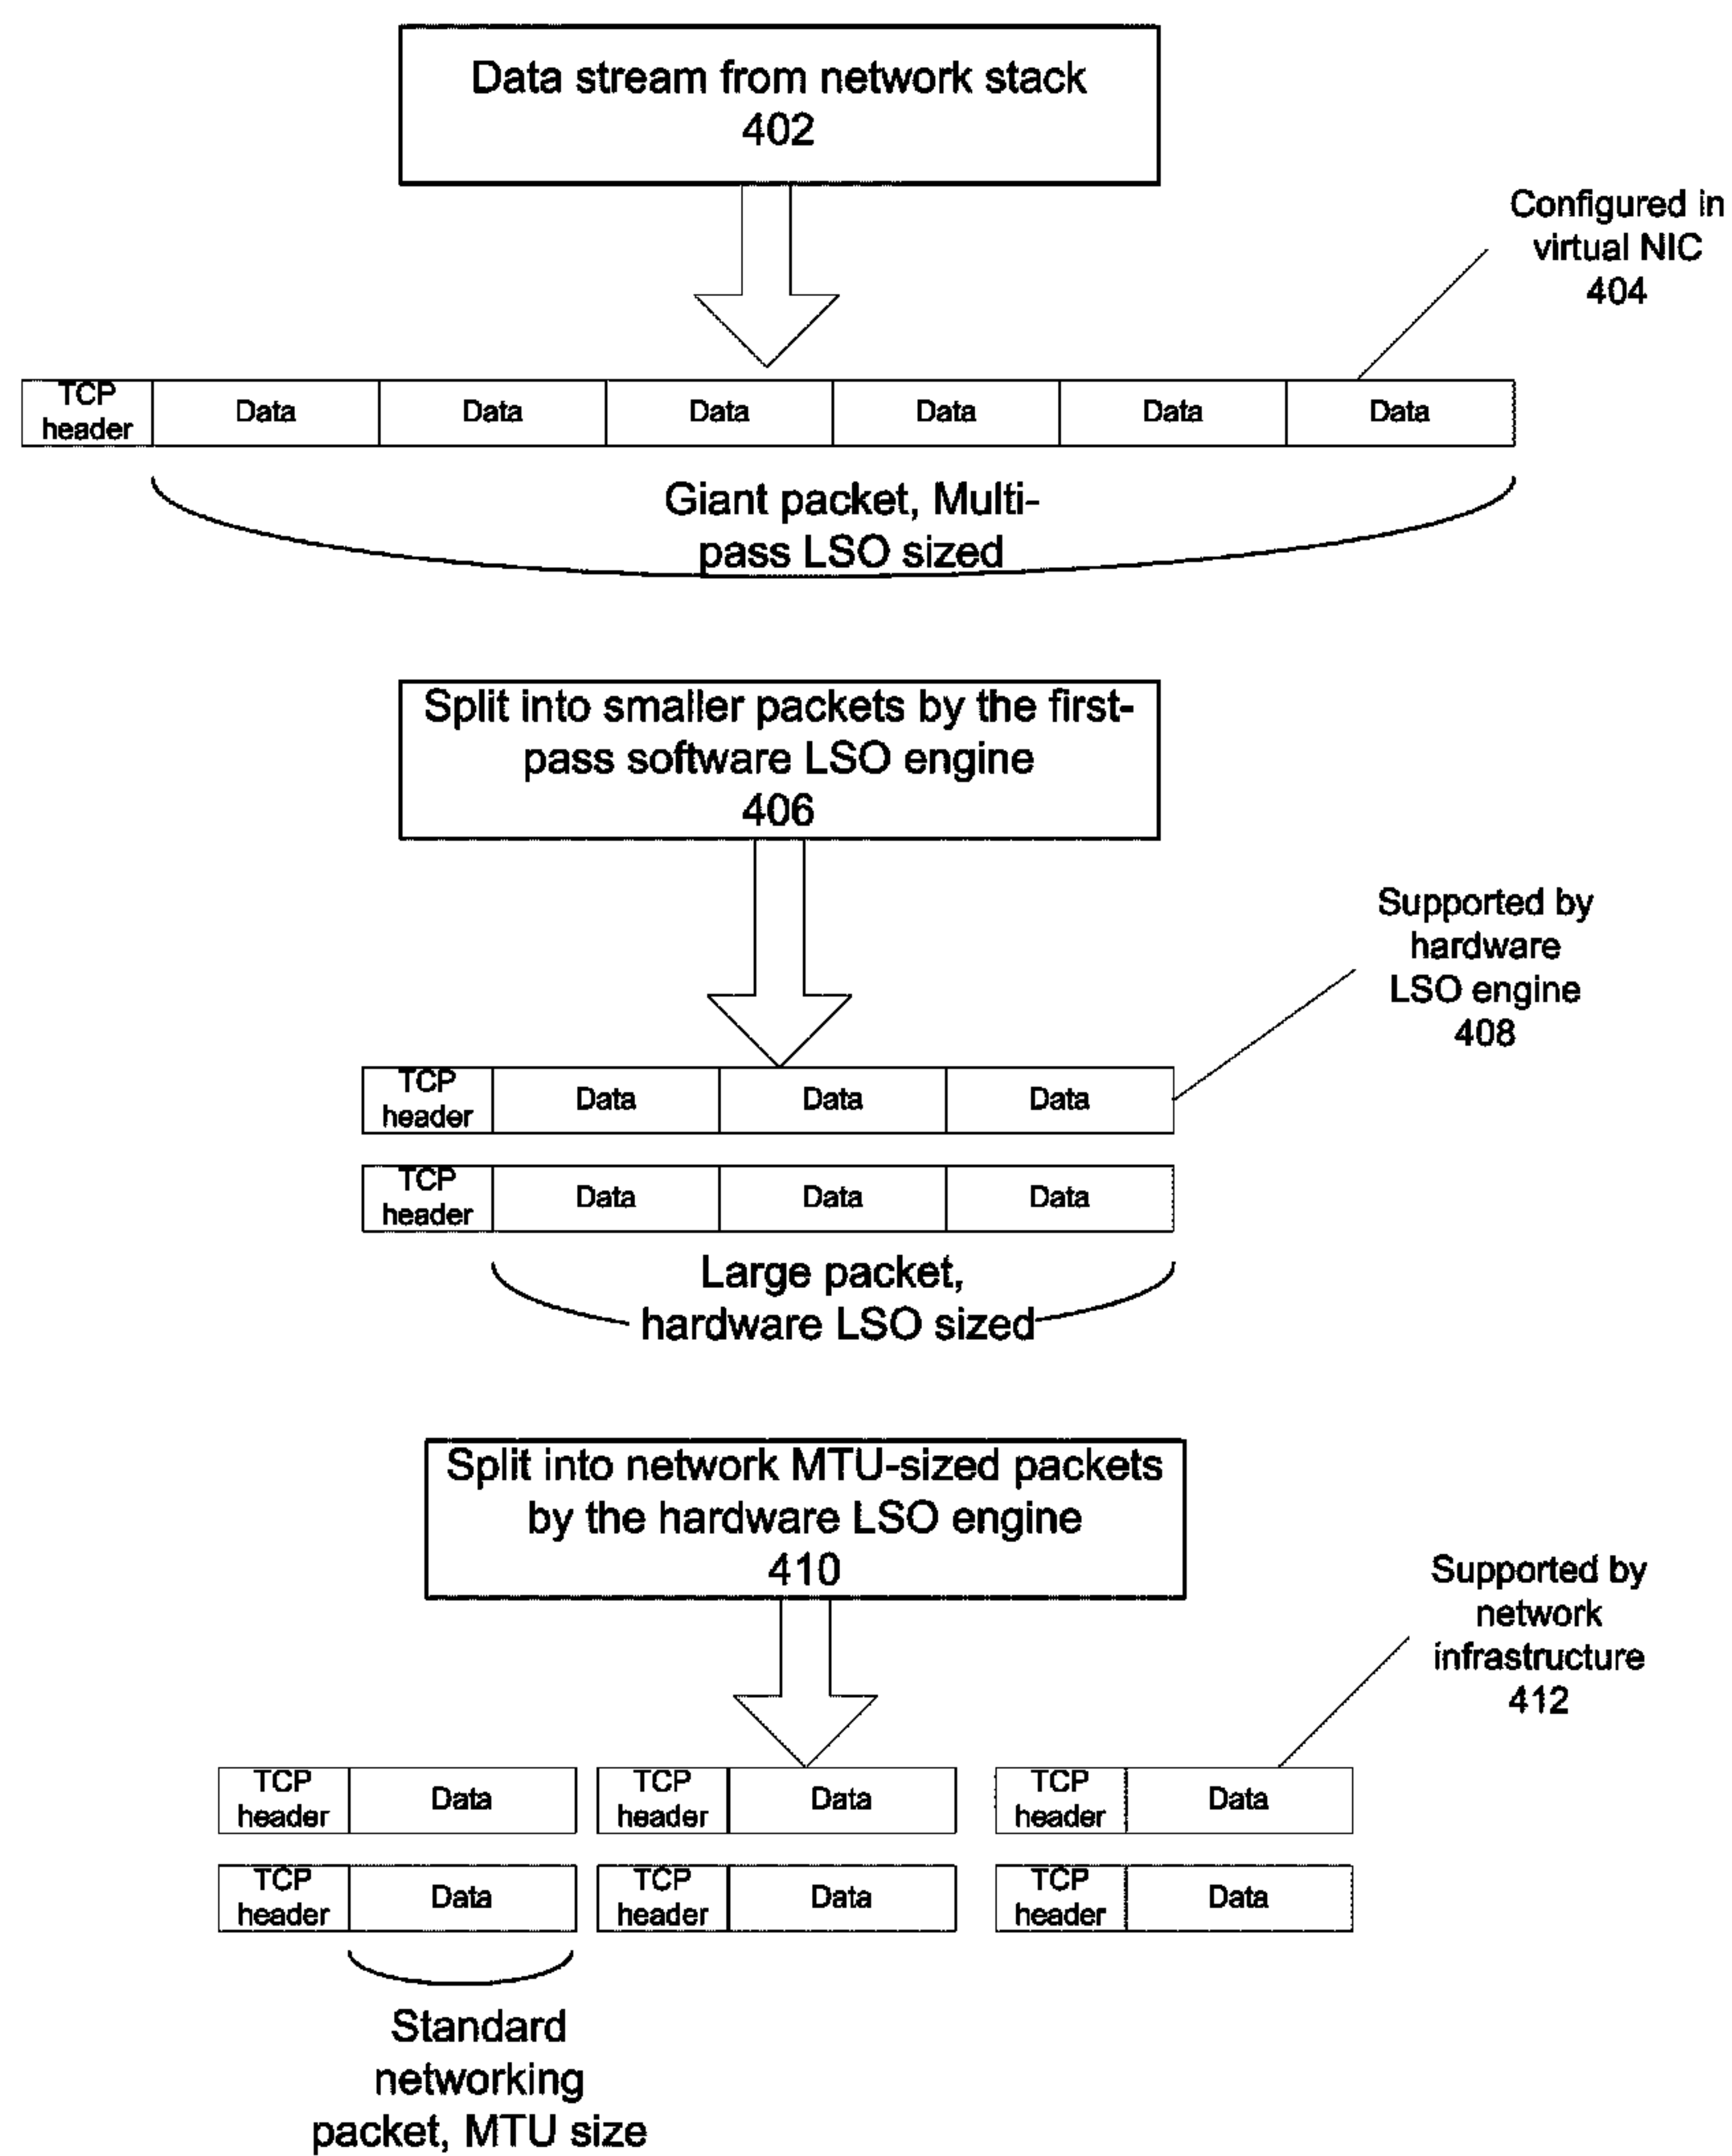 Data stream from network stack
402
Configured in
virtual NIC
404
TCP
header
Data
Data
Data
Data
Data
Data
Giant packet, Multi-
pass LSO sized
Split into smaller packets by the first-
pass software LSO engine
406
Supported by
hardware
LSO engine
408
TCP
header
Data
Data
Data
TCP
header
Data
Data
Data
Large packet,
hardware LSO sized
Split into network MTU-sized packets
by the hardware LSO engine
410
Supported by
network
infrastructure
412
TCP
header
Data
TCP
header
Data
TCP
header
Data
TCP
header
Data
TCP
header
Data
TCP
header
Data
Standard
networking
packet, MTU size